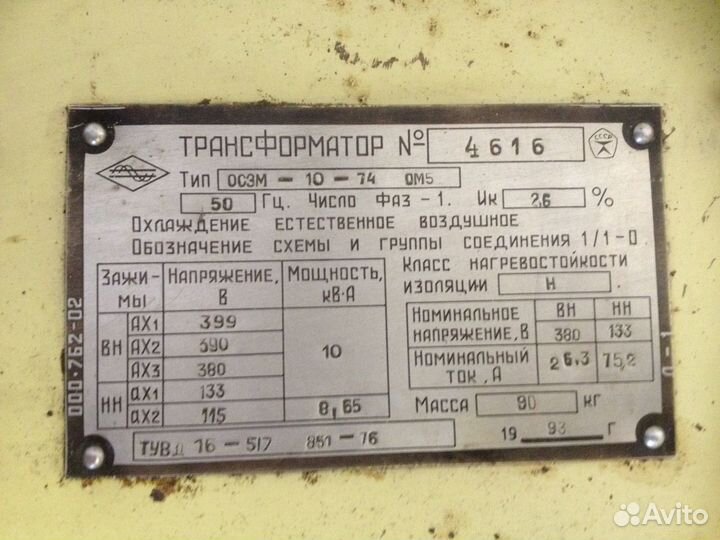 ТРАНСФОРМАТОР № 4616 СССР
ТИП ОСЗМ-10-74 ОМ5
50 ГЦ. ЧИСЛО ФАЗ-1. UК 2,6 %
ОХЛАЖДЕНИЕ ЕСТЕСТВЕННОЕ ВОЗДУШНОЕ
ОБОЗНАЧЕНИЕ СХЕМЫ И ГРУППЫ СОЕДИНЕНИЯ 1/1-0
ЗАЖИ-МЫ НАПРЯЖЕНИЕ, В МОЩНОСТЬ, КВ·А
ВН АХ1 399 10
АХ2 390
АХ3 380
НН аХ1 133
аХ2 115 8,65
КЛАСС НАГРЕВОСТОЙКОСТИ
ИЗОЛЯЦИИ Н
НОМИНАЛЬНОЕ НАПРЯЖЕНИЕ, В ВН 380 НН 133
НОМИНАЛЬНЫЙ ТОК, А 26,3 75,2
МАССА 90 КГ
ТУВД 16-517 851-76
19 93 Г
000·762-02
Avito